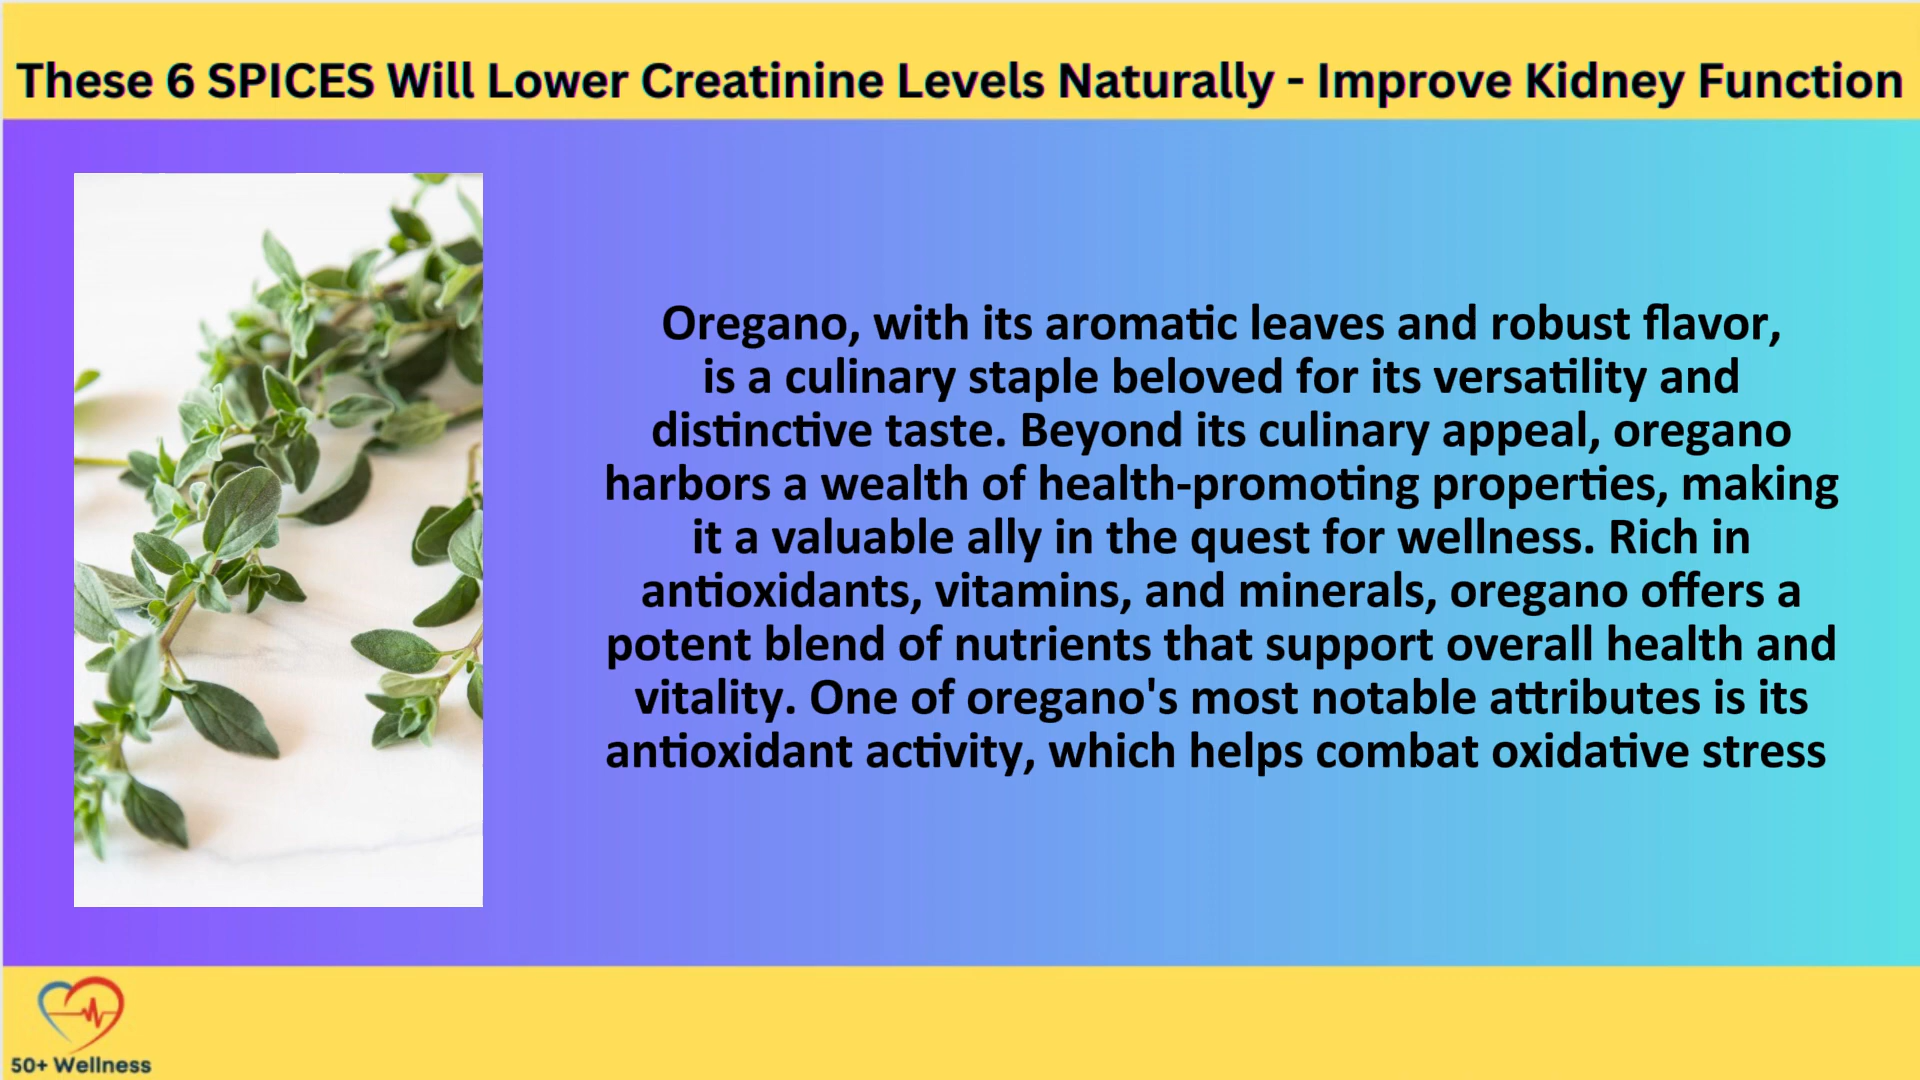 These 6 SPICES Will Lower Creatinine Levels Naturally - Improve Kidney Function
Oregano, with its aromatic leaves and robust flavor,
is a culinary staple beloved for its versatility and
distinctive taste. Beyond its culinary appeal, oregano
harbors a wealth of health-promoting properties, making
it a valuable ally in the quest for wellness. Rich in
antioxidants, vitamins, and minerals, oregano offers a
potent blend of nutrients that support overall health and
vitality. One of oregano's most notable attributes is its
antioxidant activity, which helps combat oxidative stress
50+ Wellness